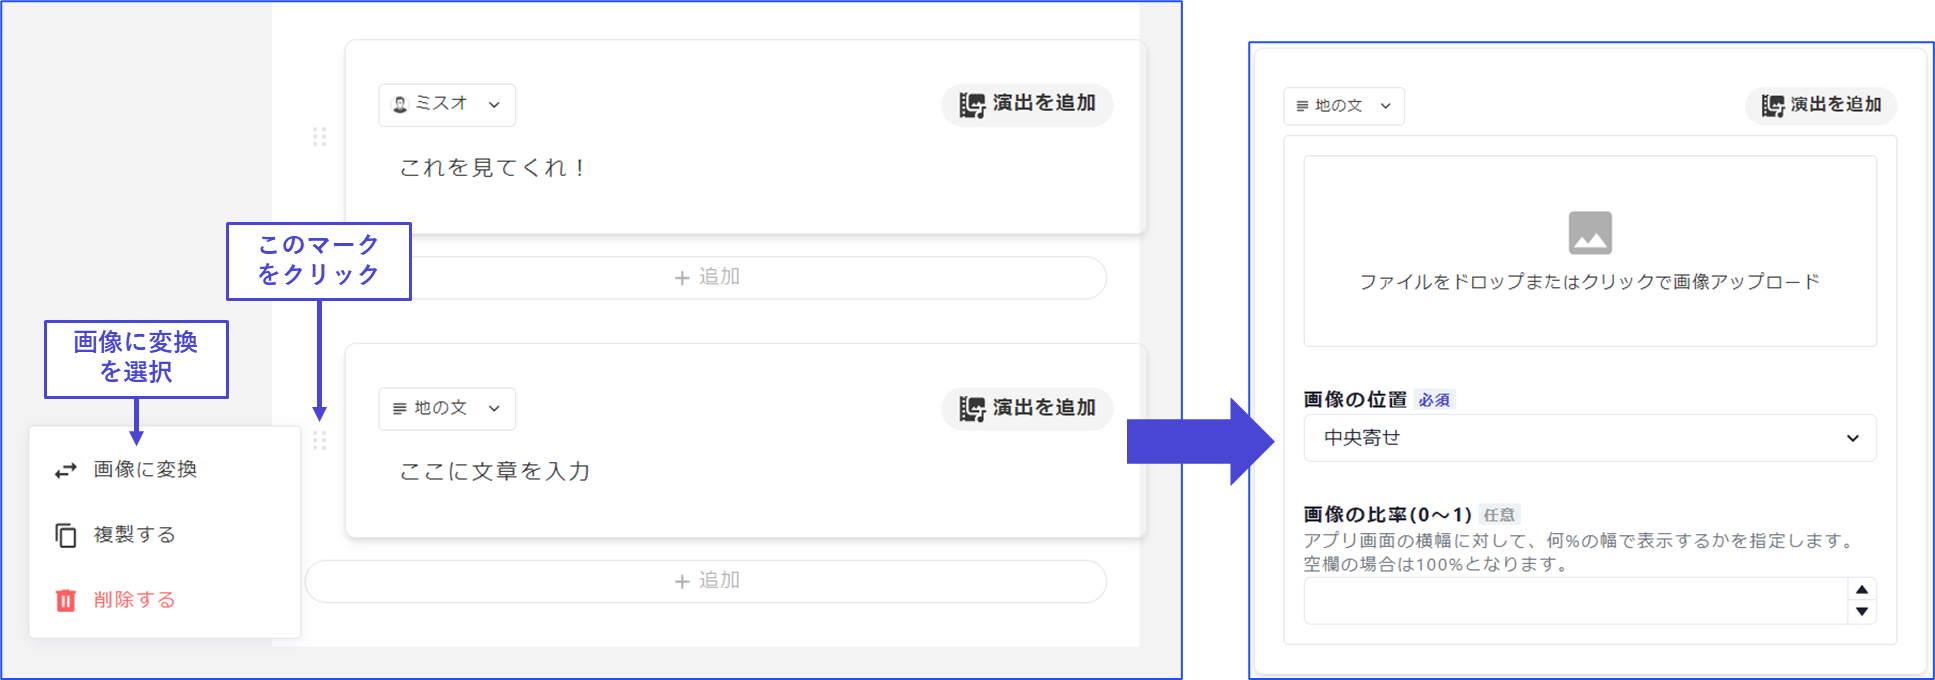 ミスオ
演出を追加
これを見てくれ！
このマーク
をクリック
追加
画像に変換
を選択
地の文
演出を追加
ここに文章を入力
画像に変換
複製する
削除する
追加
地の文
演出を追加
ファイルをドロップまたはクリックで画像アップロード
画像の位置 必須
中央寄せ
画像の比率(0〜1) 任意
アプリ画面の横幅に対して、何%の幅で表示するかを指定します。
空欄の場合は100%となります。